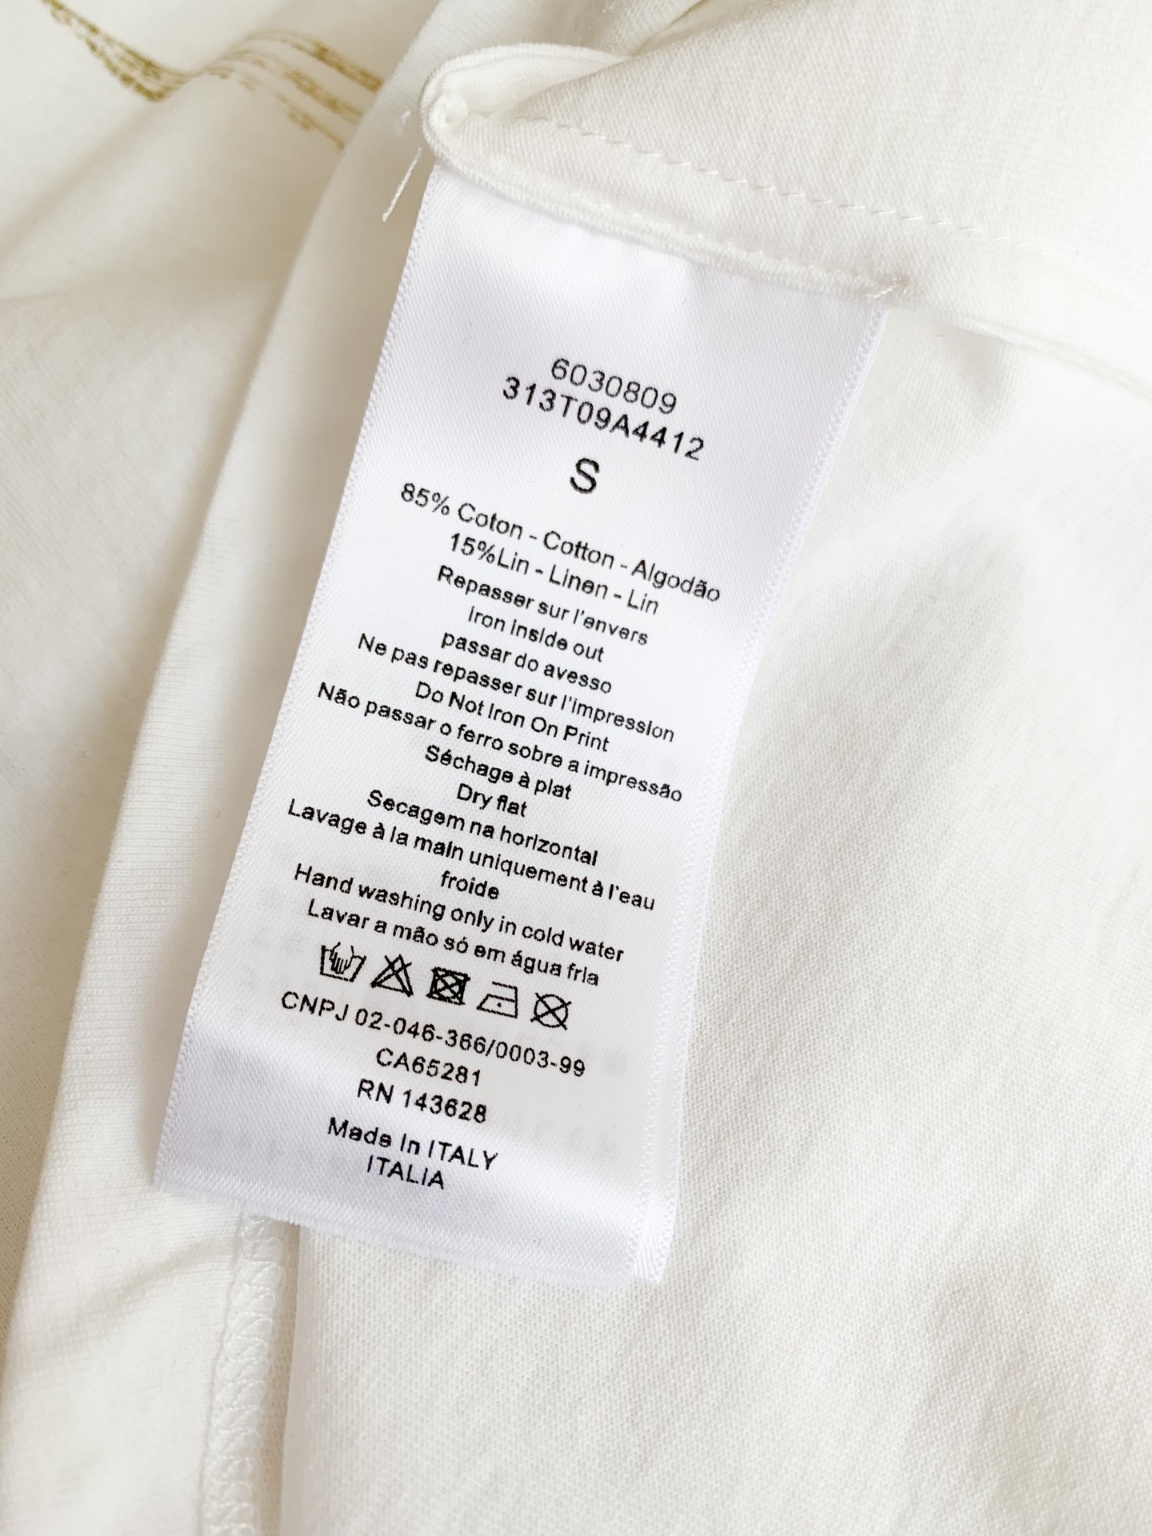 6030809
313T09A4412
S
85% Coton - Cotton - Algodão
15%Lin - Linen - Lin
Repasser sur l'envers
Iron inside out
passar do avesso
Ne pas repasser sur l'impression
Do Not Iron On Print
Não passar o ferro sobre a impressão
Séchage à plat
Dry flat
Secagem na horizontal
Lavage à la main uniquement à l'eau
froide
Hand washing only in cold water
Lavar a mão só em água fria
CNPJ 02-046-366/0003-99
CA65281
RN 143628
Made In ITALY
ITALIA